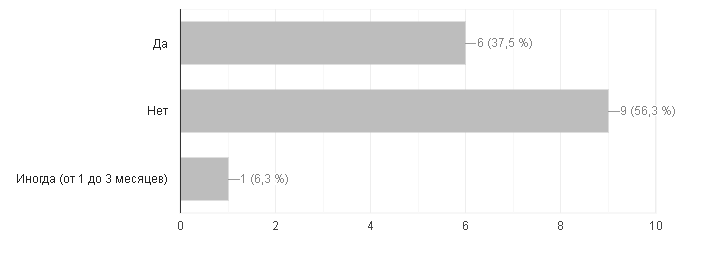 Да
6 (37,5 %)
Нет
9 (56,3 %)
Иногда (от 1 до 3 месяцев)
1 (6,3 %)
0 2 4 6 8 10